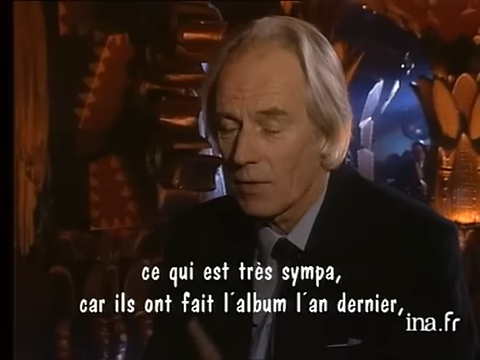 ce qui est très sympa,
car ils ont fait l´album l´an dernier,
ina.fr